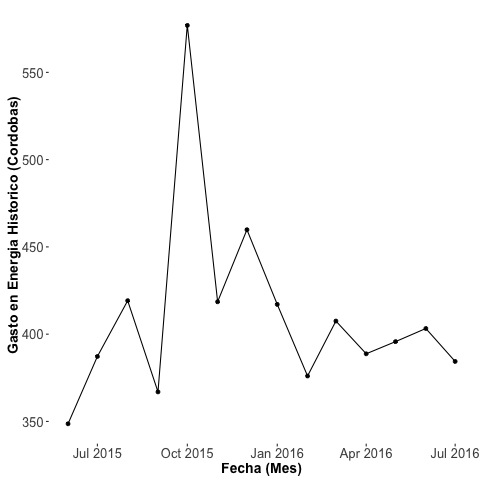 Gasto en Energia Historico (Cordobas)
550
500
450
400
350
Jul 2015 Oct 2015 Jan 2016 Apr 2016 Jul 2016
Fecha (Mes)